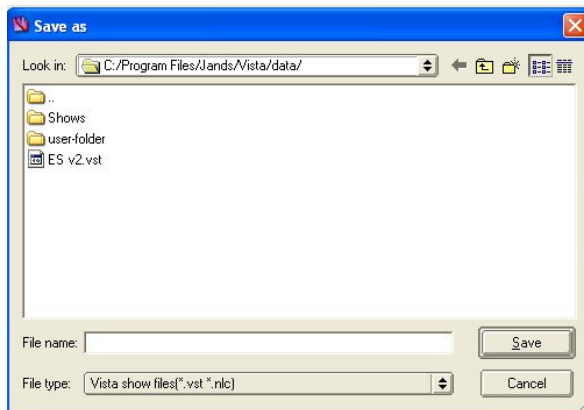 Save as
Look in: C:/Program Files/Jands/Vista/data/
..
Shows
user-folder
ES v2.vst
File name:
Save
File type: Vista show files(*.vst *.nlc)
Cancel